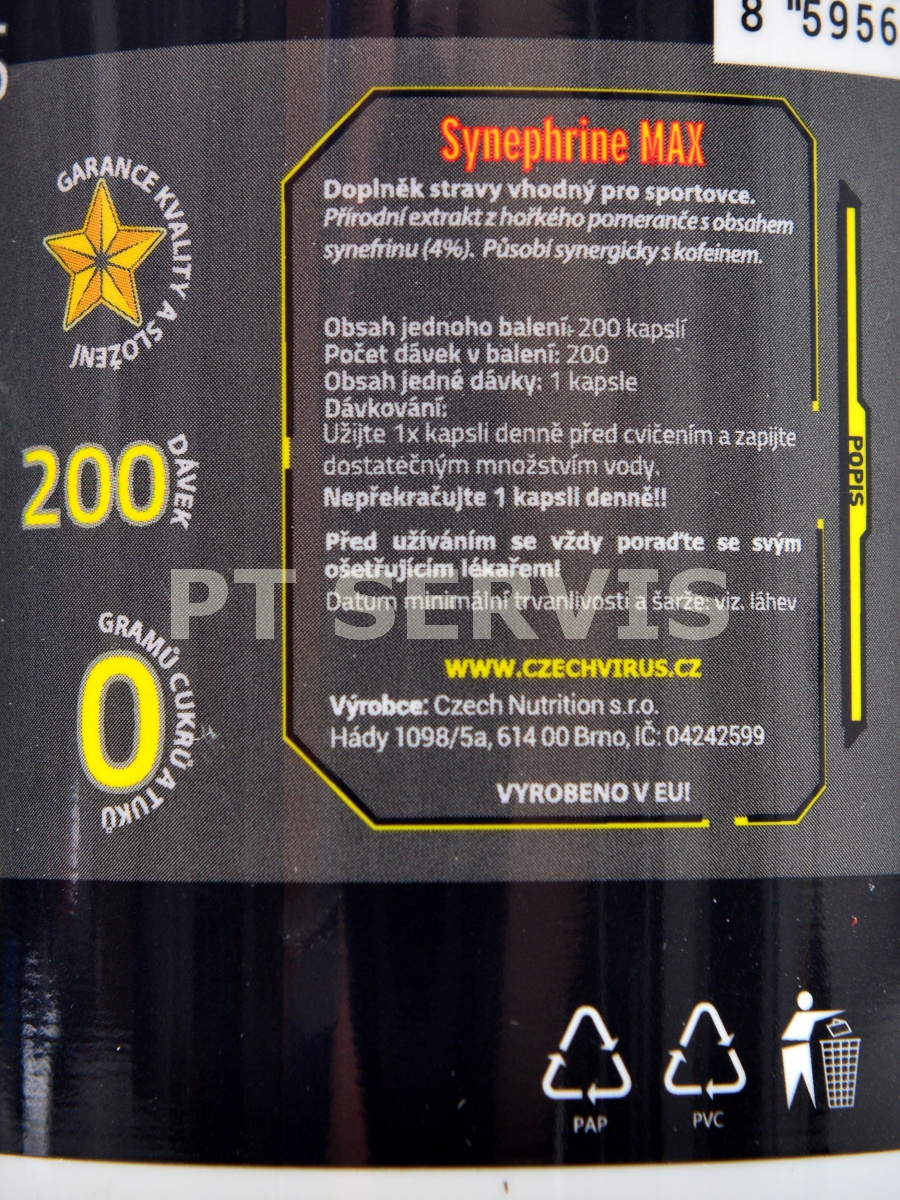 8 "5956
GARANCE KVALITY A SLOŽENÍ
200
DÁVEK
GRAMŮ CUKRŮ A TUKŮ
0
Synephrine MAX
Doplněk stravy vhodný pro sportovce.
Přírodní extrakt z hořkého pomeranče s obsahem
synefrinu (4%). Působí synergicky s kofeinem.
Obsah jednoho balení: 200 kapslí
Počet dávek v balení: 200
Obsah jedné dávky: 1 kapsle
Dávkování:
Užijte 1x kapsli denně před cvičením a zapijte
dostatečným množstvím vody.
Nepřekračujte 1 kapsli denně!!
Před užíváním se vždy poraďte se svým
ošetřujícím lékařem!
PT SERVIS
Datum minimální trvanlivosti a šarže: viz. láhev
WWW.CZECHVIRUS.CZ
Výrobce: Czech Nutrition s.r.o.
Hády 1098/5a, 614 00 Brno, IČ: 04242599
VYROBENO V EU!
POPIS
PAP
PVC